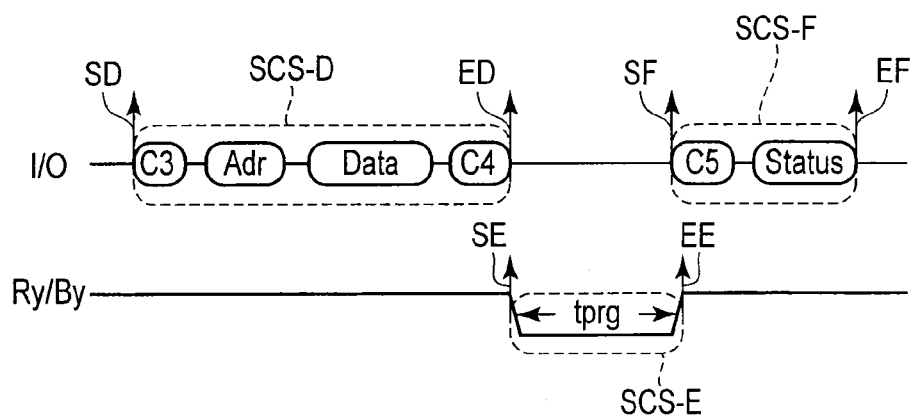 SCS-F
SCS-D
SD
ED
SF
EF
I/O
C3
Adr
Data
C4
C5
Status
SE
EE
Ry/By
tprg
SCS-E